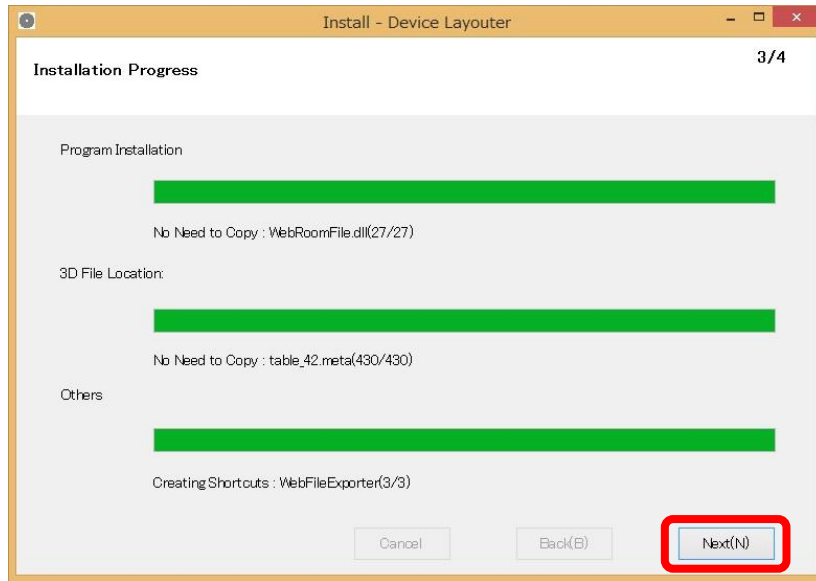 Install - Device Layouter
3/4
Installation Progress
Program Installation
No Need to Copy : WebRoomFile.dll(27/27)
3D File Location:
No Need to Copy : table_42.meta(430/430)
Others
Creating Shortcuts : WebFileExporter(3/3)
Cancel Back(B) Next(N)